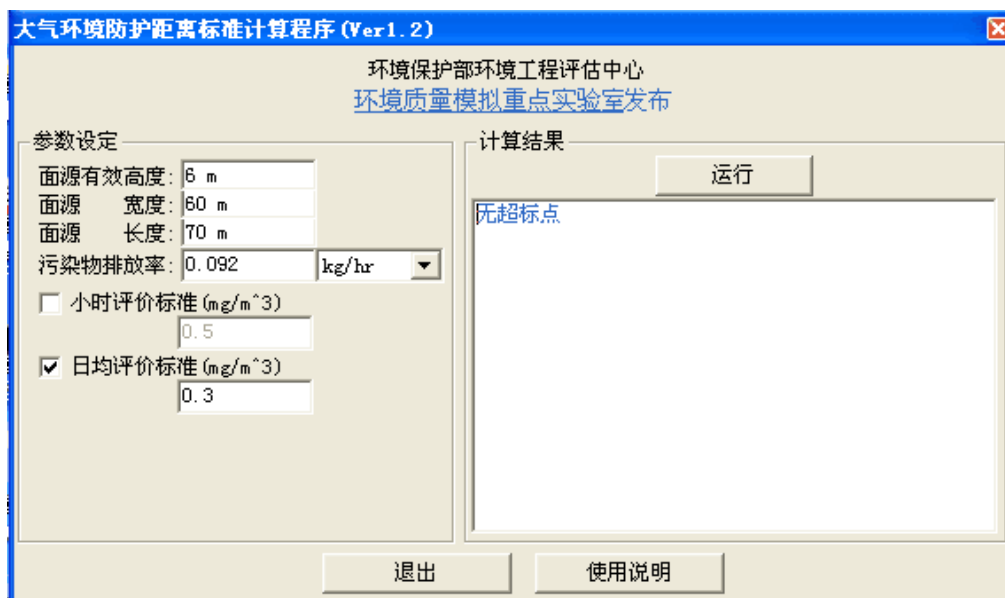 大气环境防护距离标准计算程序(Ver1.2)
环境保护部环境工程评估中心
环境质量模拟重点实验室发布
参数设定
面源有效高度: 6 m
面源 宽度: 60 m
面源 长度: 70 m
污染物排放率: 0.092 kg/hr
小时评价标准(mg/m^3)
0.5
日均评价标准(mg/m^3)
0.3
计算结果
运行
无超标点
退出 使用说明